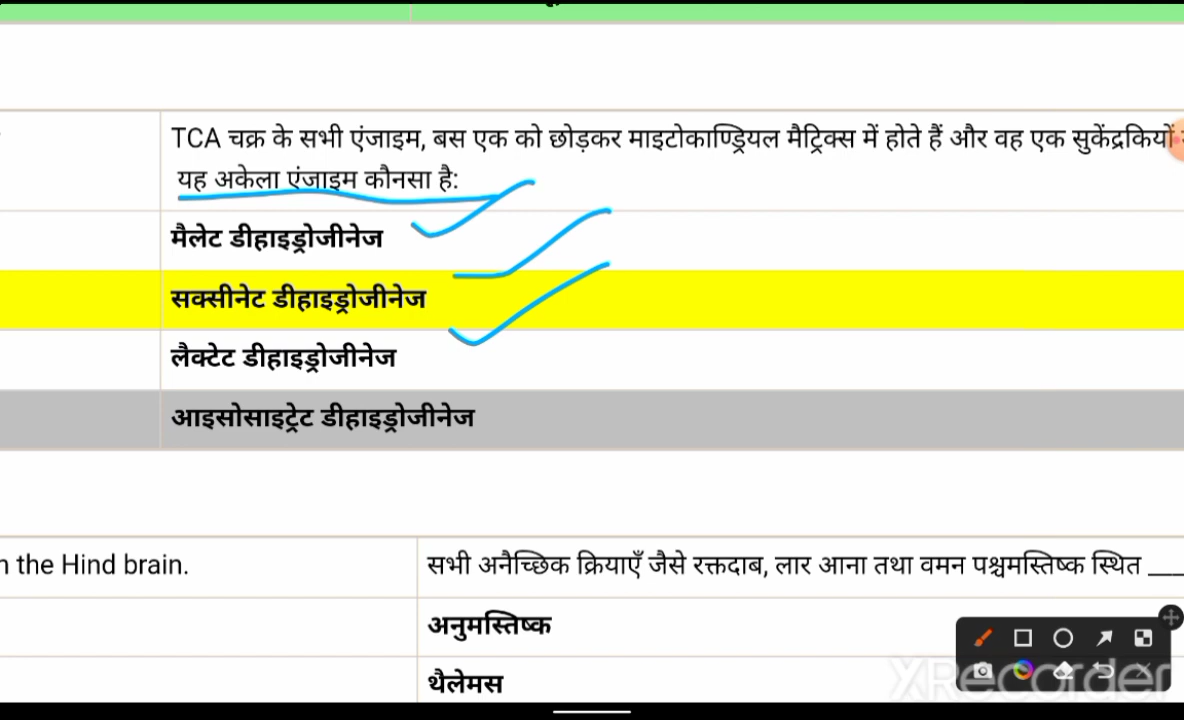 TCA चक्र के सभी एंजाइम, बस एक को छोड़कर माइटोकाण्ड्रियल मैट्रिक्स में होते हैं और वह एक सुकेंद्रकियों
यह अकेला एंजाइम कौनसा है:
मैलेट डीहाइड्रोजीनेज
सक्सीनेट डीहाइड्रोजीनेज
लैक्टेट डीहाइड्रोजीनेज
आइसोसाइट्रेट डीहाइड्रोजीनेज
the Hind brain.
सभी अनैच्छिक क्रियाएँ जैसे रक्तदाब, लार आना तथा वमन पश्चमस्तिष्क स्थित ___
अनुमस्तिष्क
थैलेमस
XRecorder